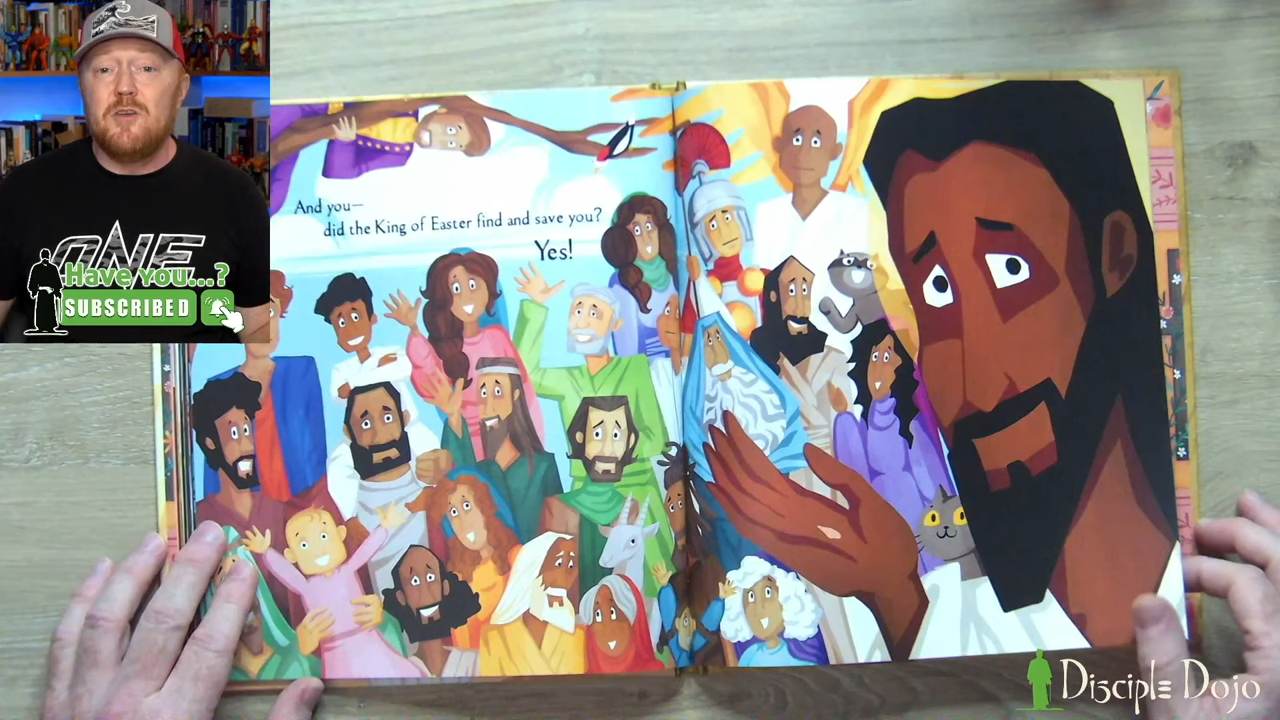 ONE
Have you...?
SUBSCRIBED
And you—
did the King of Easter find and save you?
Yes!
Disciple Dojo